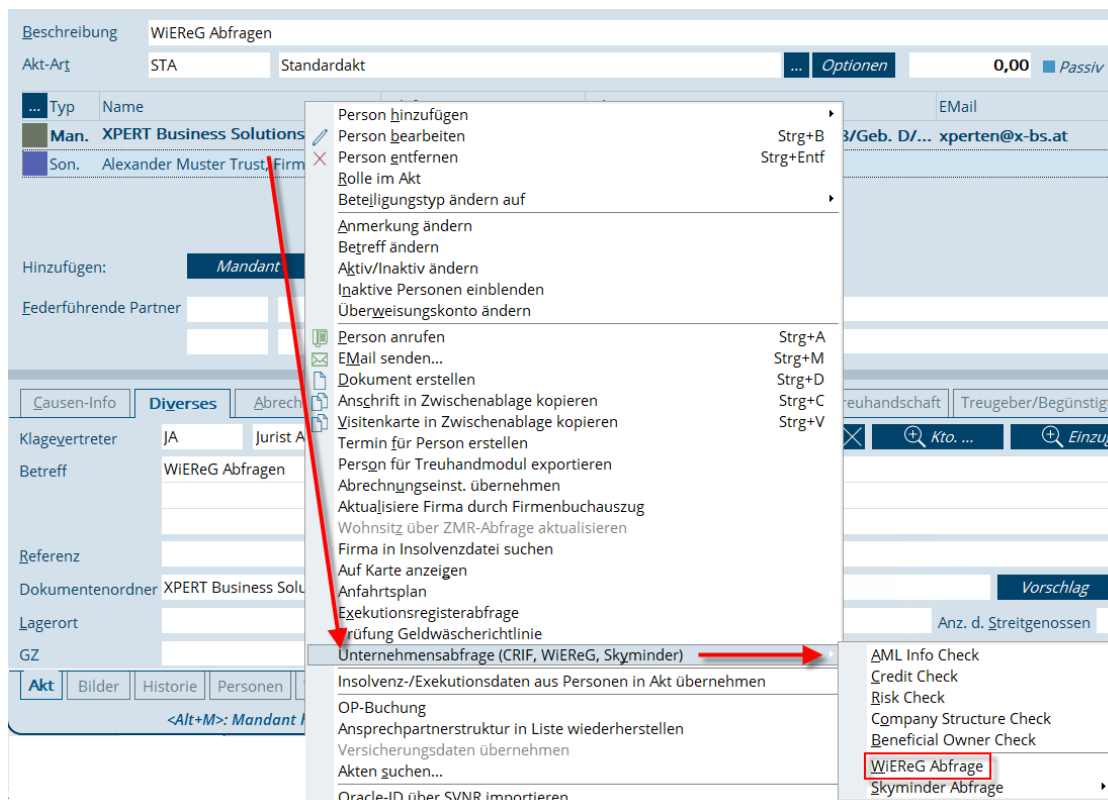 Beschreibung WiEReG Abfragen
Akt-Art STA Standardakt ... Optionen 0,00 Passiv
... Typ Name EMail
Man. XPERT Business Solutions 3/Geb. D/... xperten@x-bs.at
Son. Alexander Muster Trust, Firm
Hinzufügen: Mandant
Federführende Partner
Person hinzufügen
Person bearbeiten Strg+B
Person entfernen Strg+Entf
Rolle im Akt
Beteiligungstyp ändern auf
Anmerkung ändern
Betreff ändern
Aktiv/Inaktiv ändern
Inaktive Personen einblenden
Überweisungskonto ändern
Person anrufen Strg+A
EMail senden... Strg+M
Dokument erstellen Strg+D
Anschrift in Zwischenablage kopieren Strg+C
Visitenkarte in Zwischenablage kopieren Strg+V
Termin für Person erstellen
Person für Treuhandmodul exportieren
Abrechnungseinst. übernehmen
Aktualisiere Firma durch Firmenbuchauszug
Wohnsitz über ZMR-Abfrage aktualisieren
Firma in Insolvenzdatei suchen
Auf Karte anzeigen
Anfahrtsplan
Exekutionsregisterabfrage
Prüfung Geldwäscherichtlinie
Unternehmensabfrage (CRIF, WiEReG, Skyminder)
Insolvenz-/Exekutionsdaten aus Personen in Akt übernehmen
OP-Buchung
Ansprechpartnerstruktur in Liste wiederherstellen
Versicherungsdaten übernehmen
Akten suchen...
Oracle-ID über SVNR importieren
AML Info Check
Credit Check
Risk Check
Company Structure Check
Beneficial Owner Check
WiEReG Abfrage
Skyminder Abfrage
Causen-Info Diverses Abrech reuhandschaft Treugeber/Begünstig
Klagevertreter JA Jurist A Kto. ... Einzug
Betreff WiEReG Abfragen
Referenz
Dokumentenordner XPERT Business Solu Vorschlag
Lagerort Anz. d. Streitgenossen
GZ
Akt Bilder Historie Personen
<Alt+M>: Mandant